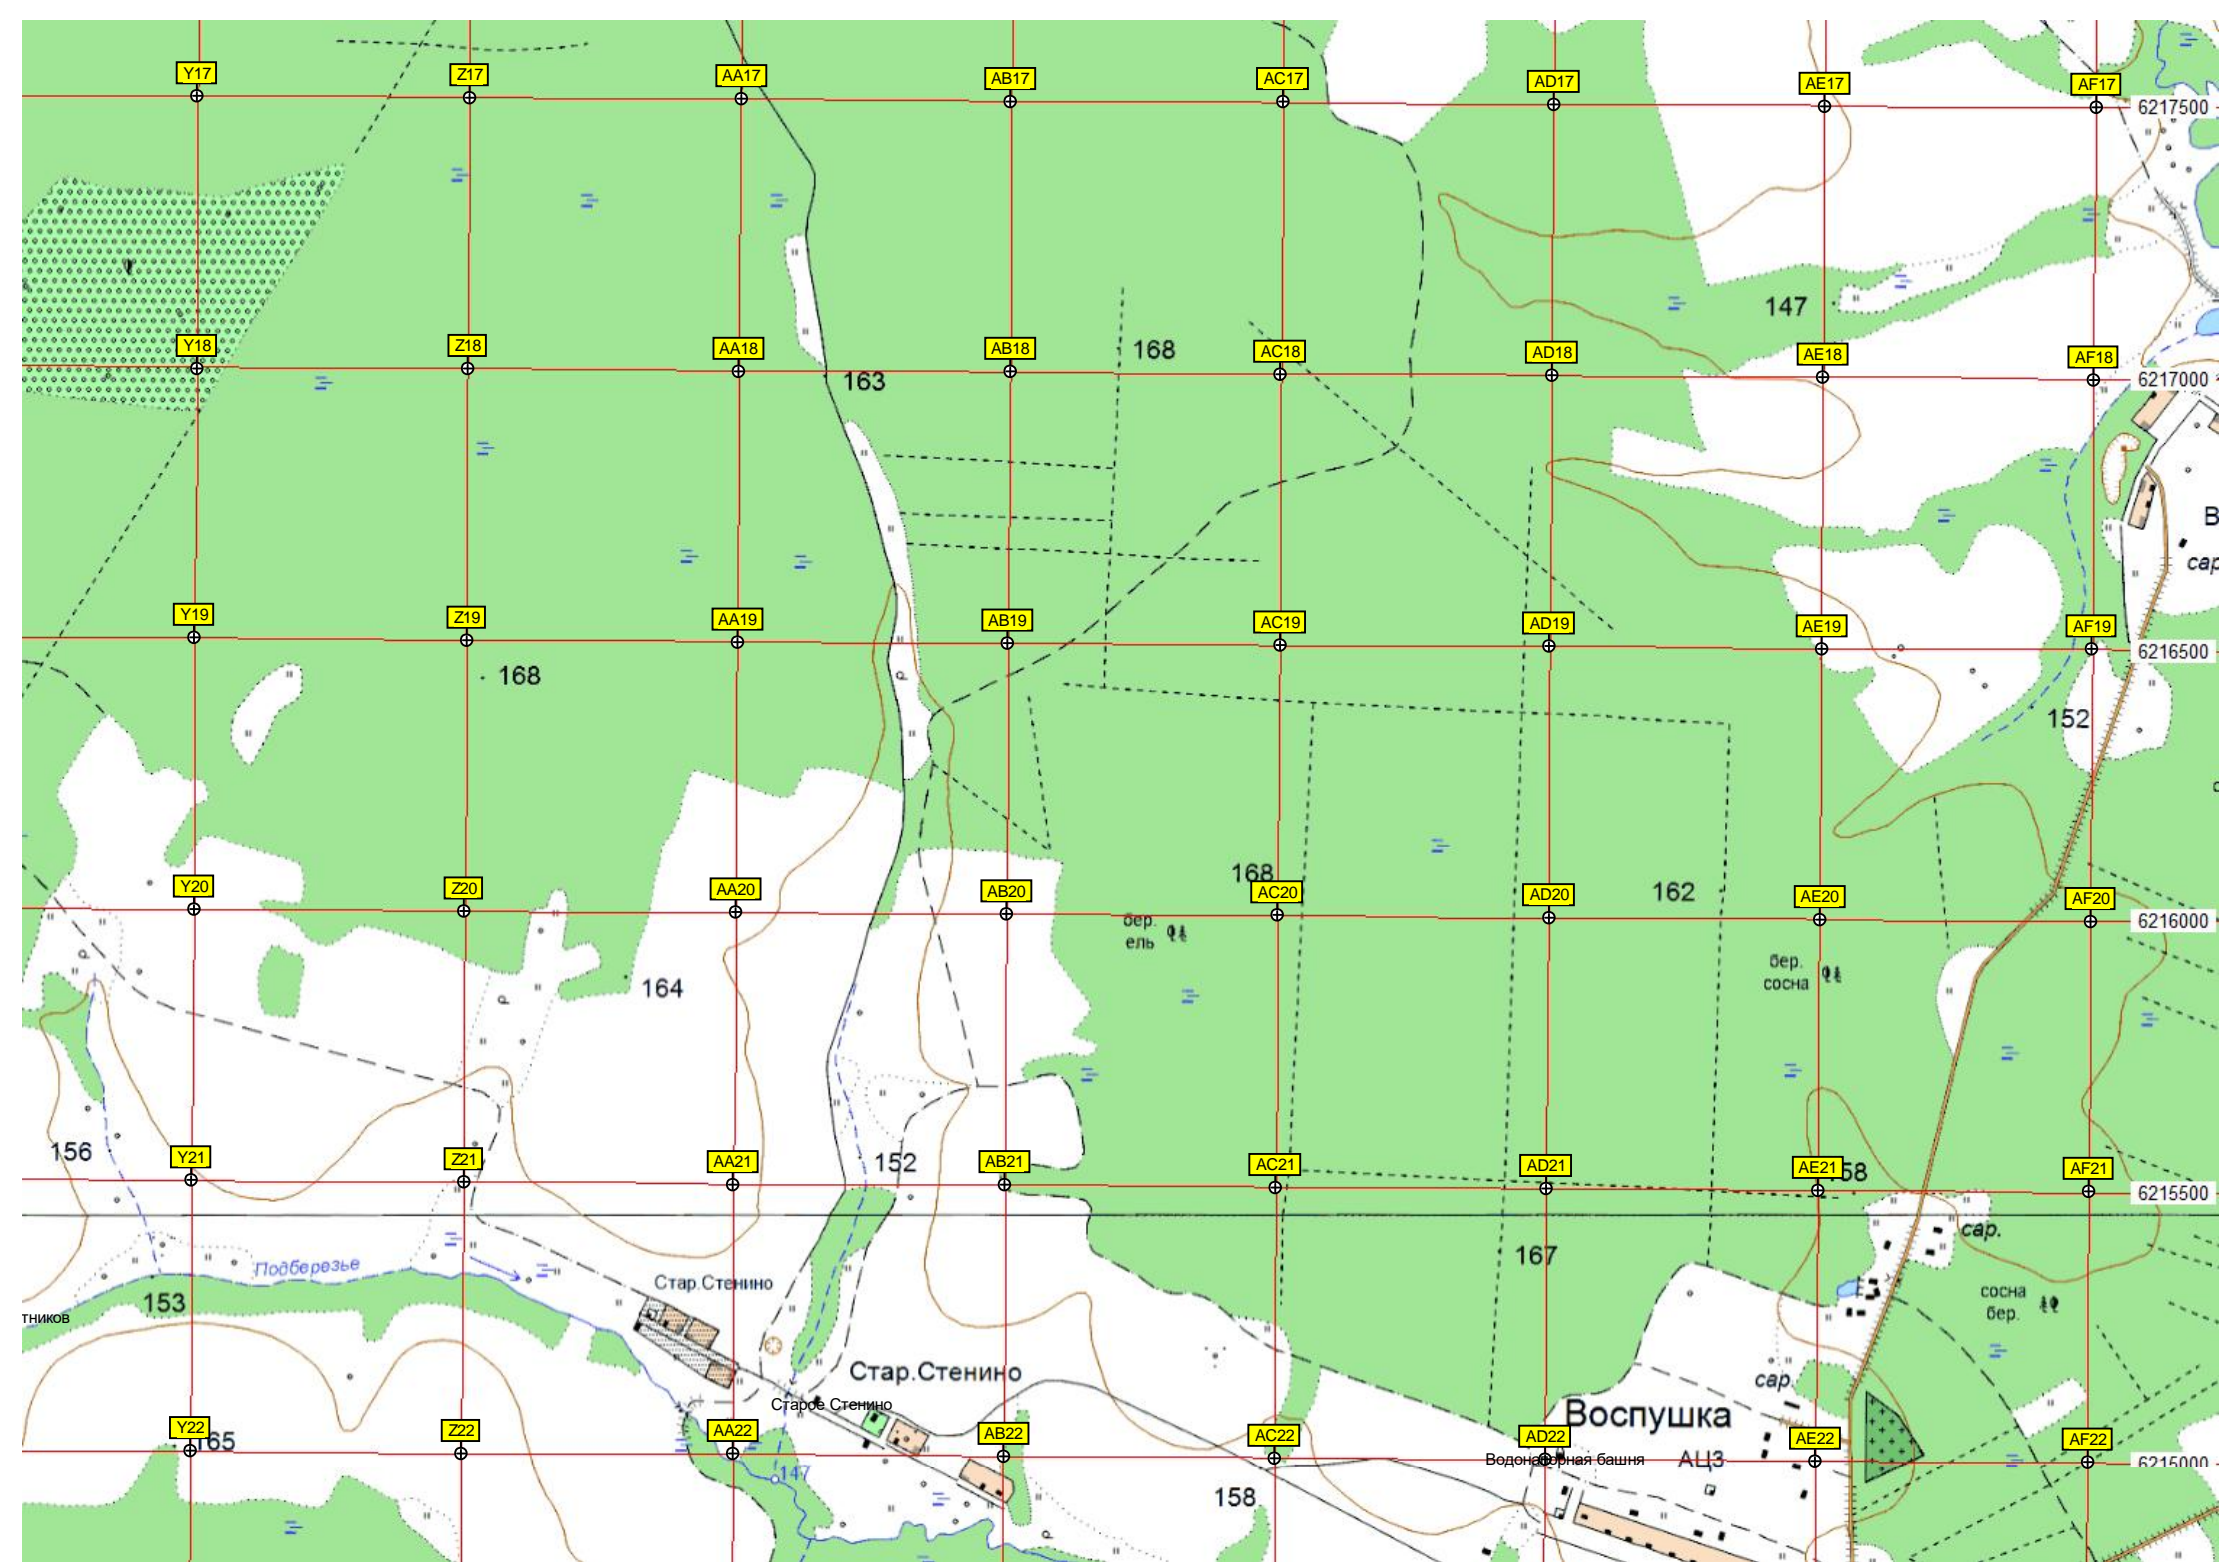 Y17 Z17 AA17 AB17 AC17 AD17 AE17 AF17
6217500
147
Y18 Z18 AA18 AB18 168 AC18 AD18 AE18 AF18
163 6217000
В
сар
Y19 Z19 AA19 AB19 AC19 AD19 AE19 AF19
6216500
168
152
168
Y20 Z20 AA20 AB20 AC20 AD20 162 AE20 AF20
6216000
бер.
ель
бер.
сосна
164
156 152
Y21 Z21 AA21 AB21 AC21 AD21 AE21 58 AF21
6215500
сар.
167
Подберезье
Стар.Стенино
153
сосна
бер.
тников
Стар.Стенино
сар.
Старое Стенино
Воспушка
Y22 Z22 AA22 AB22 AC22 AD22 AE22 AF22
165
Водонапорная башня АЦЗ 6215000
147
158